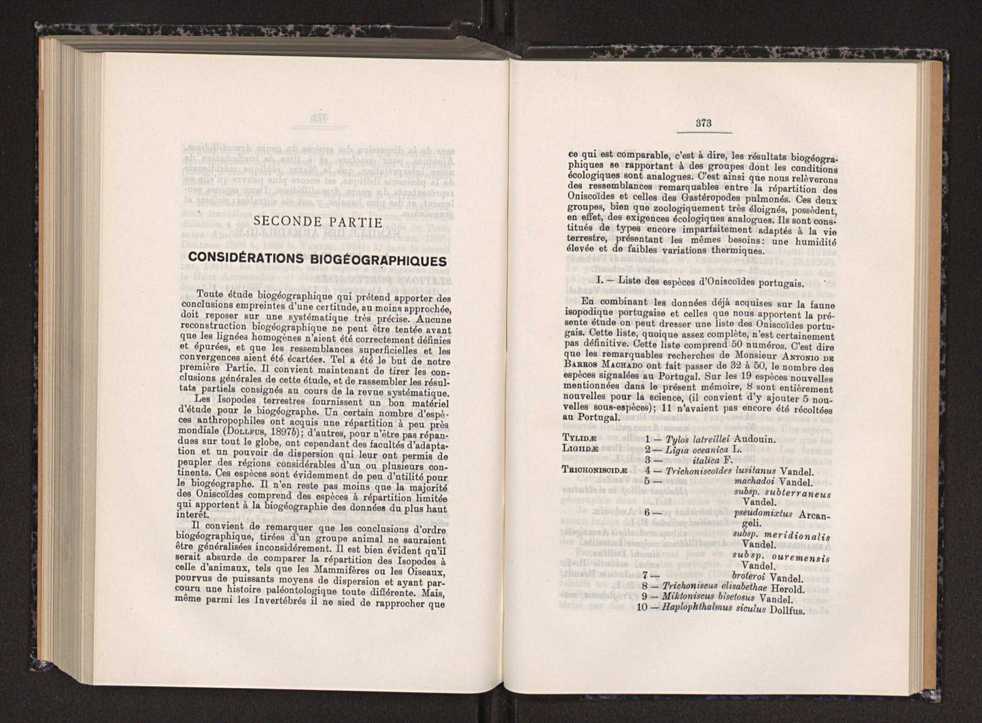 SECONDE PARTIE
CONSIDÉRATIONS BIOGÉOGRAPHIQUES
Toute étude biogéographique qui prétend apporter des
conclusions empreintes d'une certitude, au moins approchée,
doit reposer sur une systématique très précise. Aucune
reconstruction biogéographique ne peut être tentée avant
que les lignées homogènes n'aient été correctement définies
et épurées, et que les ressemblances superficielles et les
convergences aient été écartées. Tel a été le but de notre
première Partie. Il convient maintenant de tirer les con-
clusions générales de cette étude, et de rassembler les résul-
tats partiels consignés au cours de la revue systématique.
Les Isopodes terrestres fournissent un bon matériel
d'étude pour le biogéographe. Un certain nombre d'espè-
ces anthropophiles ont acquis une répartition à peu près
mondiale (DOLLFUS, 1897b); d'autres, pour n'être pas répan-
dues sur tout le globe, ont cependant des facultés d'adapta-
tion et un pouvoir de dispersion qui leur ont permis de
peupler des régions considérables d'un ou plusieurs con-
tinents. Ces espèces sont évidemment de peu d'utilité pour
le biogéographe. Il n'en reste pas moins que la majorité
des Oniscoïdes comprend des espèces à répartition limitée
qui apportent à la biogéographie des données du plus haut
intérêt.
Il convient de remarquer que les conclusions d'ordre
biogéographique, tirées d'un groupe animal ne sauraient
être généralisées inconsidérement. Il est bien évident qu'il
serait absurde de comparer la répartition des Isopodes à
celle d'animaux, tels que les Mammifères ou les Oiseaux,
pourvus de puissants moyens de dispersion et ayant par-
couru une histoire paléontologique toute différente. Mais,
même parmi les Invertébrés il ne sied de rapprocher que
373
ce qui est comparable, c'est à dire, les résultats biogéogra-
phiques se rapportant à des groupes dont les conditions
écologiques sont analogues. C'est ainsi que nous relèverons
des ressemblances remarquables entre la répartition des
Oniscoïdes et celles des Gastéropodes pulmonés. Ces deux
groupes, bien que zoologiquement très éloignés, possèdent,
en effet, des exigences écologiques analogues. Ils sont cons-
titués de types encore imparfaitement adaptés à la vie
terrestre, présentant les mêmes besoins: une humidité
élevée et de faibles variations thermiques.
I. — Liste des espèces d'Oniscoïdes portugais.
En combinant les données déjà acquises sur la faune
isopodique portugaise et celles que nous apportent la pré-
sente étude on peut dresser une liste des Oniscoïdes portu-
gais. Cette liste, quoique assez complète, n'est certainement
pas définitive. Cette liste comprend 50 numéros. C'est dire
que les remarquables recherches de Monsieur ANTONIO DE
BARROS MACHADO ont fait passer de 32 à 50, le nombre des
espèces signalées au Portugal. Sur les 19 espèces nouvelles
mentionnées dans le présent mémoire, 8 sont entièrement
nouvelles pour la science, (il convient d'y ajouter 5 nou-
velles sous-espèces); 11 n'avaient pas encore été récoltées
au Portugal.
TYLIDÆ 1 — Tylos latreillei Audouin.
LIGIIDÆ 2 — Ligia oceanica L.
3 — italica F.
TRICHONISCIDÆ 4 — Trichoniscoïdes lusitanus Vandel.
5 — machadoi Vandel.
subsp. subterraneus
Vandel.
6 — pseudomixtus Arcan-
geli.
subsp. meridionalis
Vandel.
subsp. ouremensis
Vandel.
7 — broteroi Vandel.
8 — Trichoniscus elisabethae Herold.
9 — Miktoniscus bisetosus Vandel.
10 — Haplophthalmus siculus Dollfus.